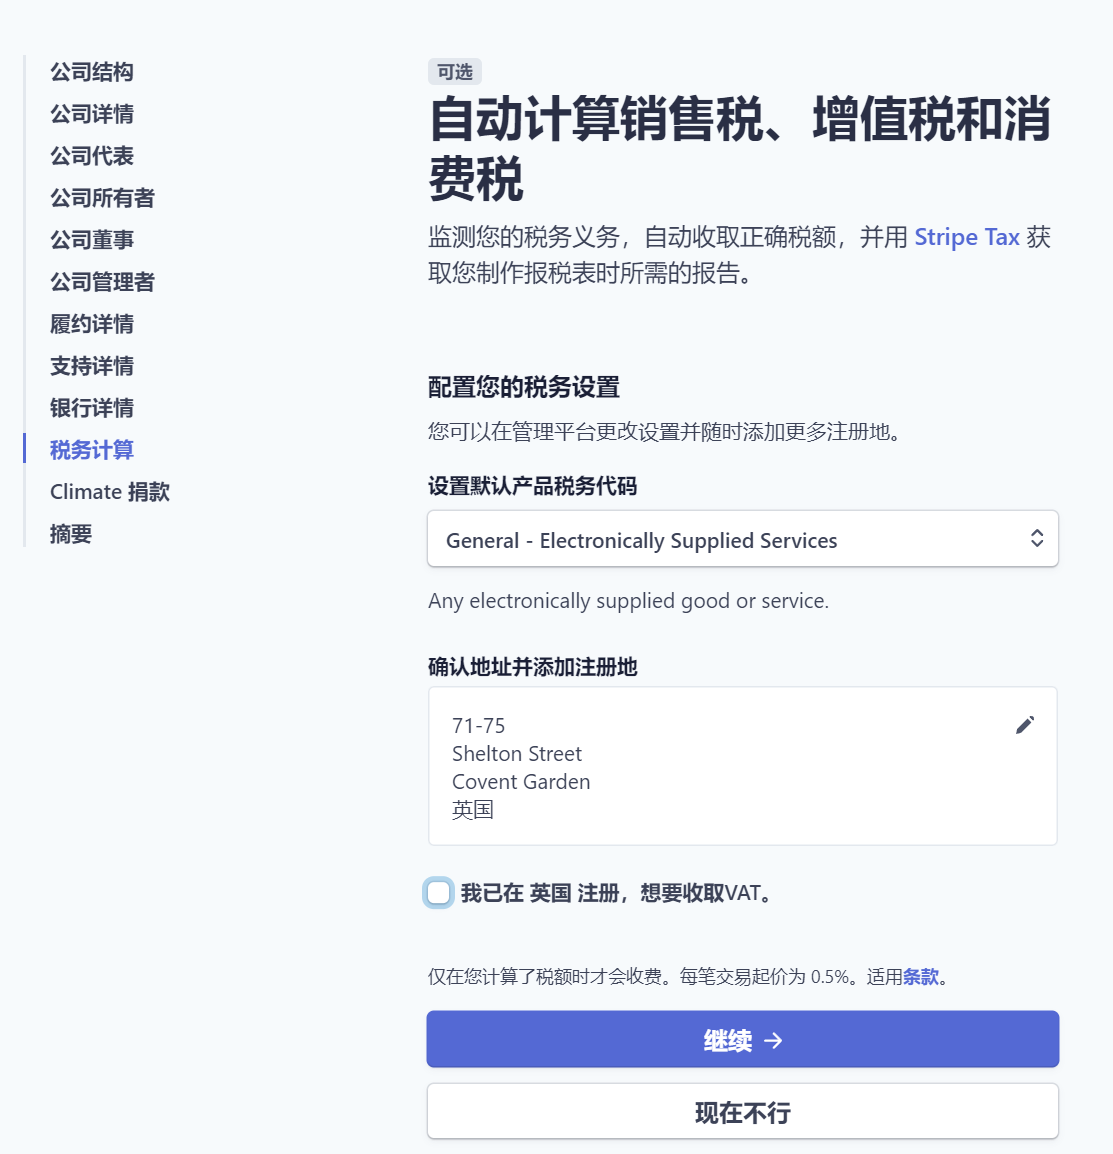 公司结构
公司详情
公司代表
公司所有者
公司董事
公司管理者
履约详情
支持详情
银行详情
税务计算
Climate 捐款
摘要
可选
自动计算销售税、增值税和消
费税
监测您的税务义务，自动收取正确税额，并用 Stripe Tax 获
取您制作报税表时所需的报告。
配置您的税务设置
您可以在管理平台更改设置并随时添加更多注册地。
设置默认产品税务代码
General - Electronically Supplied Services
Any electronically supplied good or service.
确认地址并添加注册地
71-75
Shelton Street
Covent Garden
英国
我已在 英国 注册，想要收取VAT。
仅在您计算了税额时才会收费。每笔交易起价为 0.5%。适用条款。
继续 →
现在不行